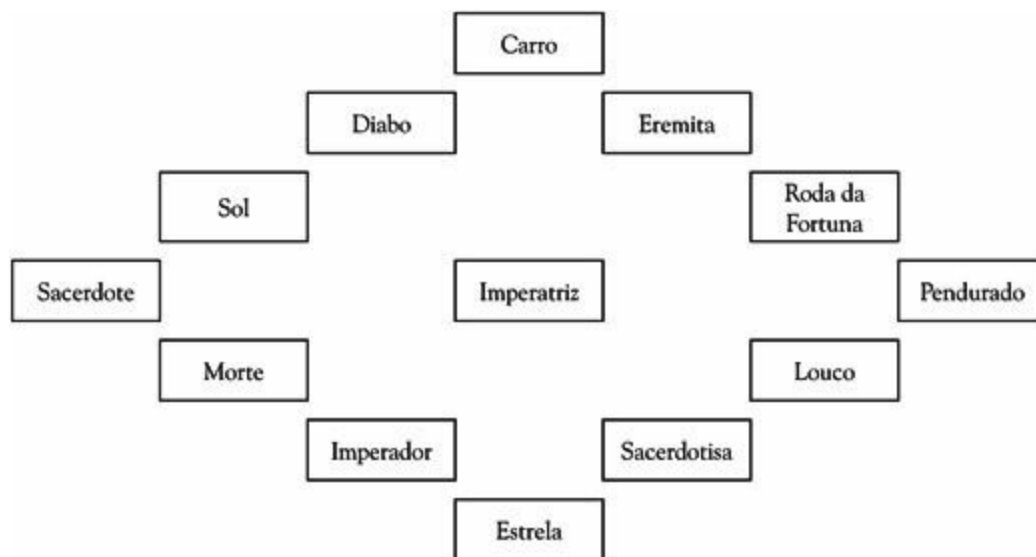 Carro
Diabo
Eremita
Sol
Roda da
Fortuna
Sacerdote
Imperatriz
Pendurado
Morte
Louco
Imperador
Sacerdotisa
Estrela